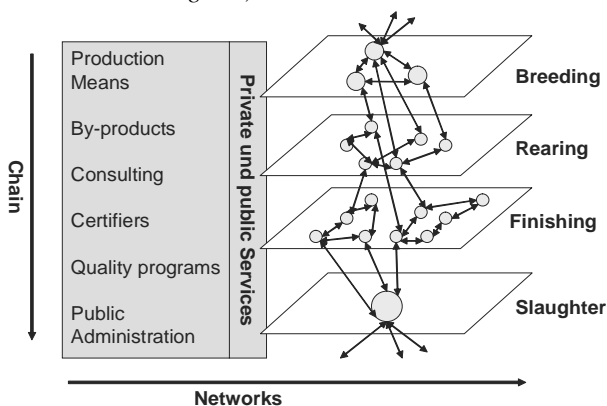 Production
Means
By-products
Consulting
Certifiers
Quality programs
Public
Administration
Private und public Services
Chain
Breeding
Rearing
Finishing
Slaughter
Networks